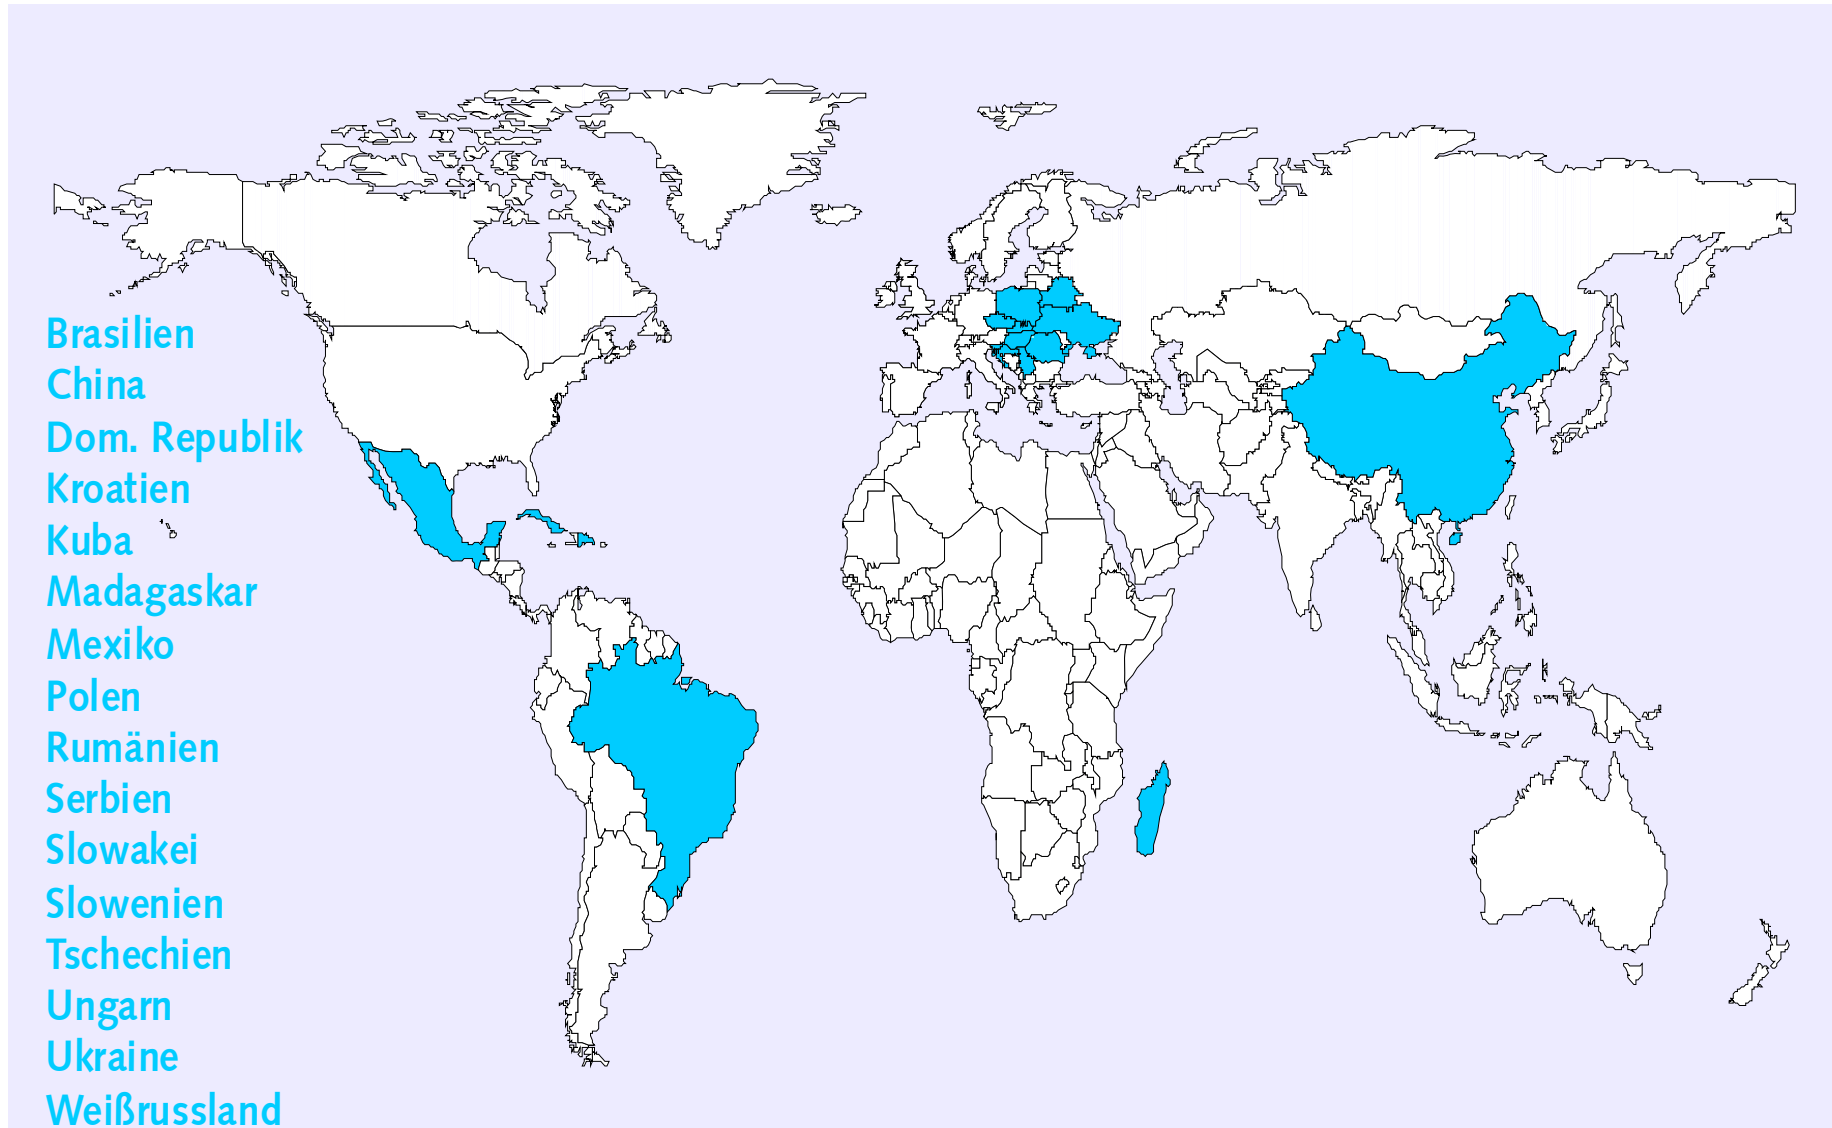 Brasilien
China
Dom. Republik
Kroatien
Kuba
Madagaskar
Mexiko
Polen
Rumänien
Serbien
Slowakei
Slowenien
Tschechien
Ungarn
Ukraine
Weißrussland